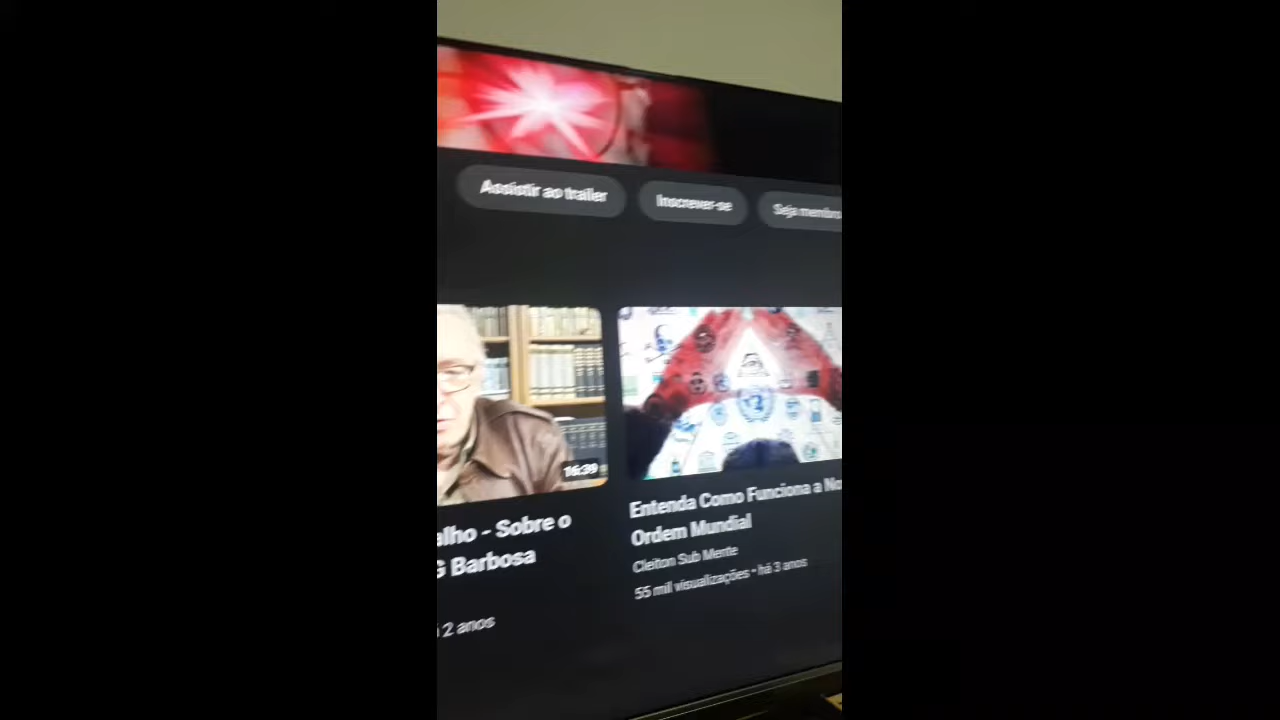 Assistir ao trailer
Inscrever-se
Seja membro
16:39
alho - Sobre o
G Barbosa
2 anos
Entenda Como Funciona a No
Ordem Mundial
Cleiton Sub Mente
55 mil visualizações • há 3 anos